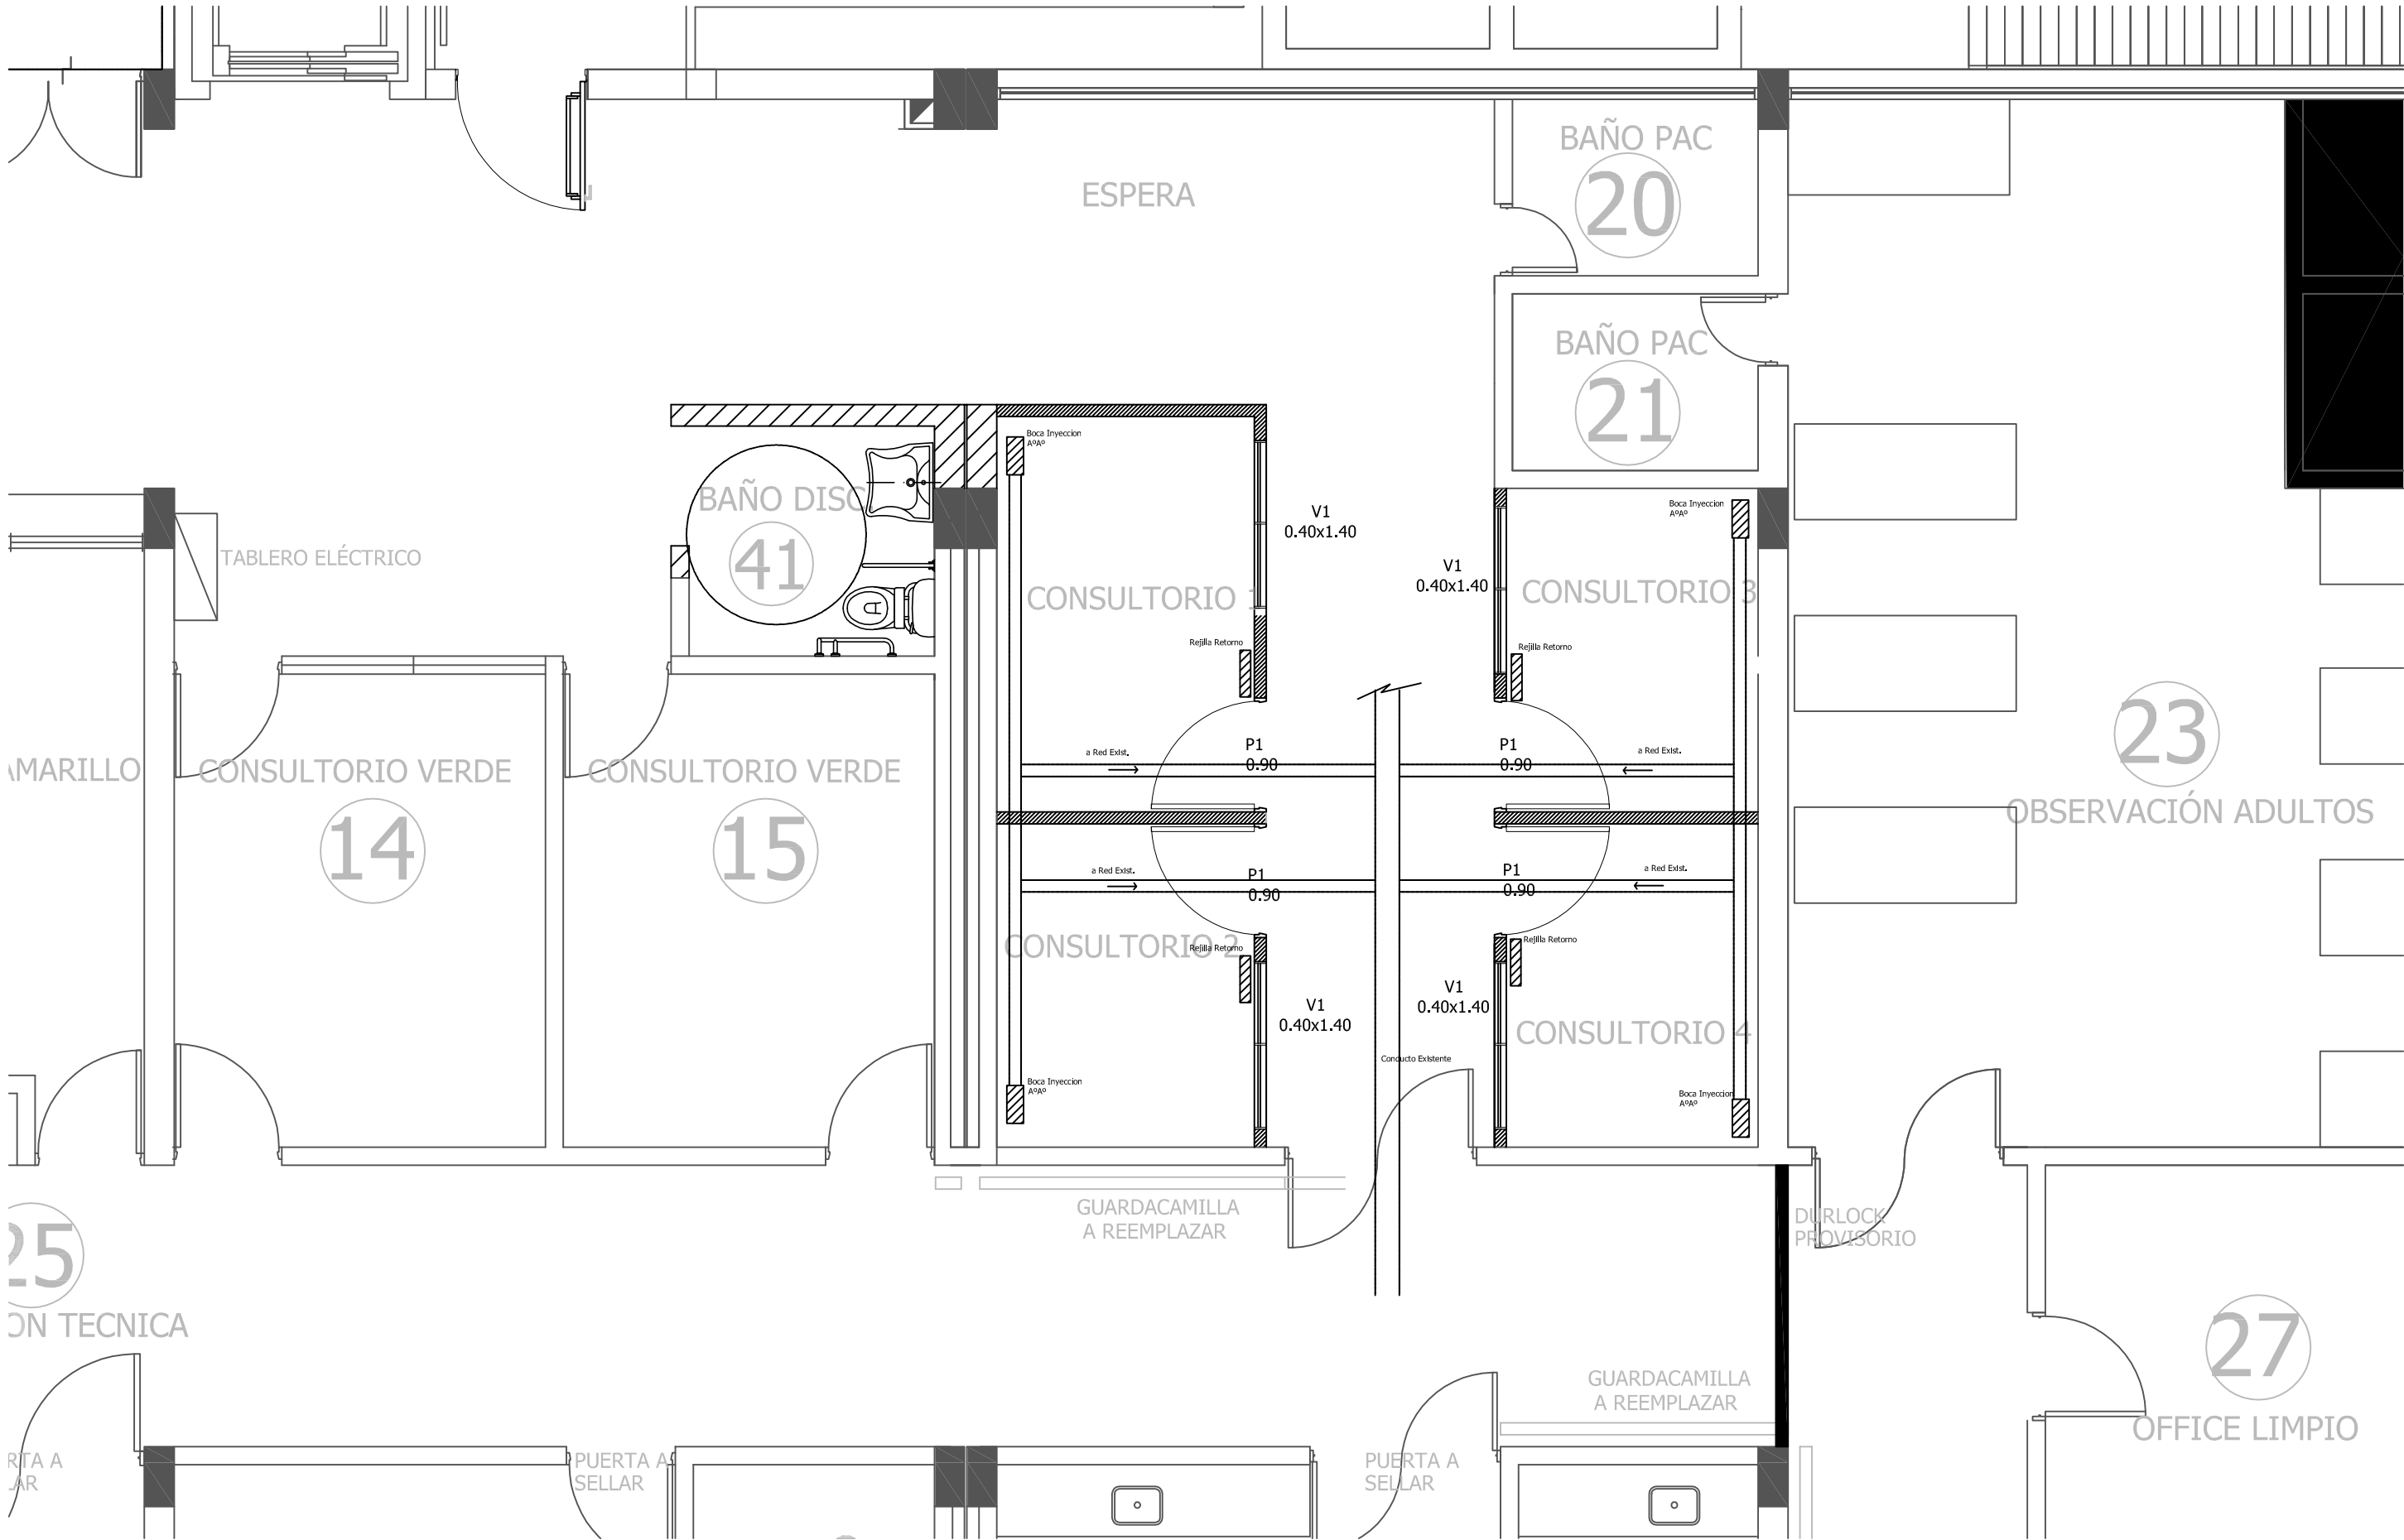 BAÑO PAC
20
ESPERA
BAÑO PAC
21
Boca Inyeccion
AºAº
BAÑO DISC
41
TABLERO ELÉCTRICO
V1
0.40x1.40
Boca Inyeccion
AºAº
V1
0.40x1.40
CONSULTORIO 1
CONSULTORIO 3
Rejilla Retorno
Rejilla Retorno
AMARILLO
CONSULTORIO VERDE
14
CONSULTORIO VERDE
15
a Red Exist.
P1
0.90
P1
0.90
a Red Exist.
23
OBSERVACIÓN ADULTOS
a Red Exist.
P1
0.90
P1
0.90
a Red Exist.
CONSULTORIO 2
Rejilla Retorno
Rejilla Retorno
V1
0.40x1.40
V1
0.40x1.40
CONSULTORIO 4
Conducto Existente
Boca Inyeccion
AºAº
Boca Inyeccion
AºAº
GUARDACAMILLA
A REEMPLAZAR
DURLOCK
PROVISORIO
25
ON TECNICA
27
OFFICE LIMPIO
GUARDACAMILLA
A REEMPLAZAR
RTA A
LAR
PUERTA A
SELLAR
PUERTA A
SELLAR